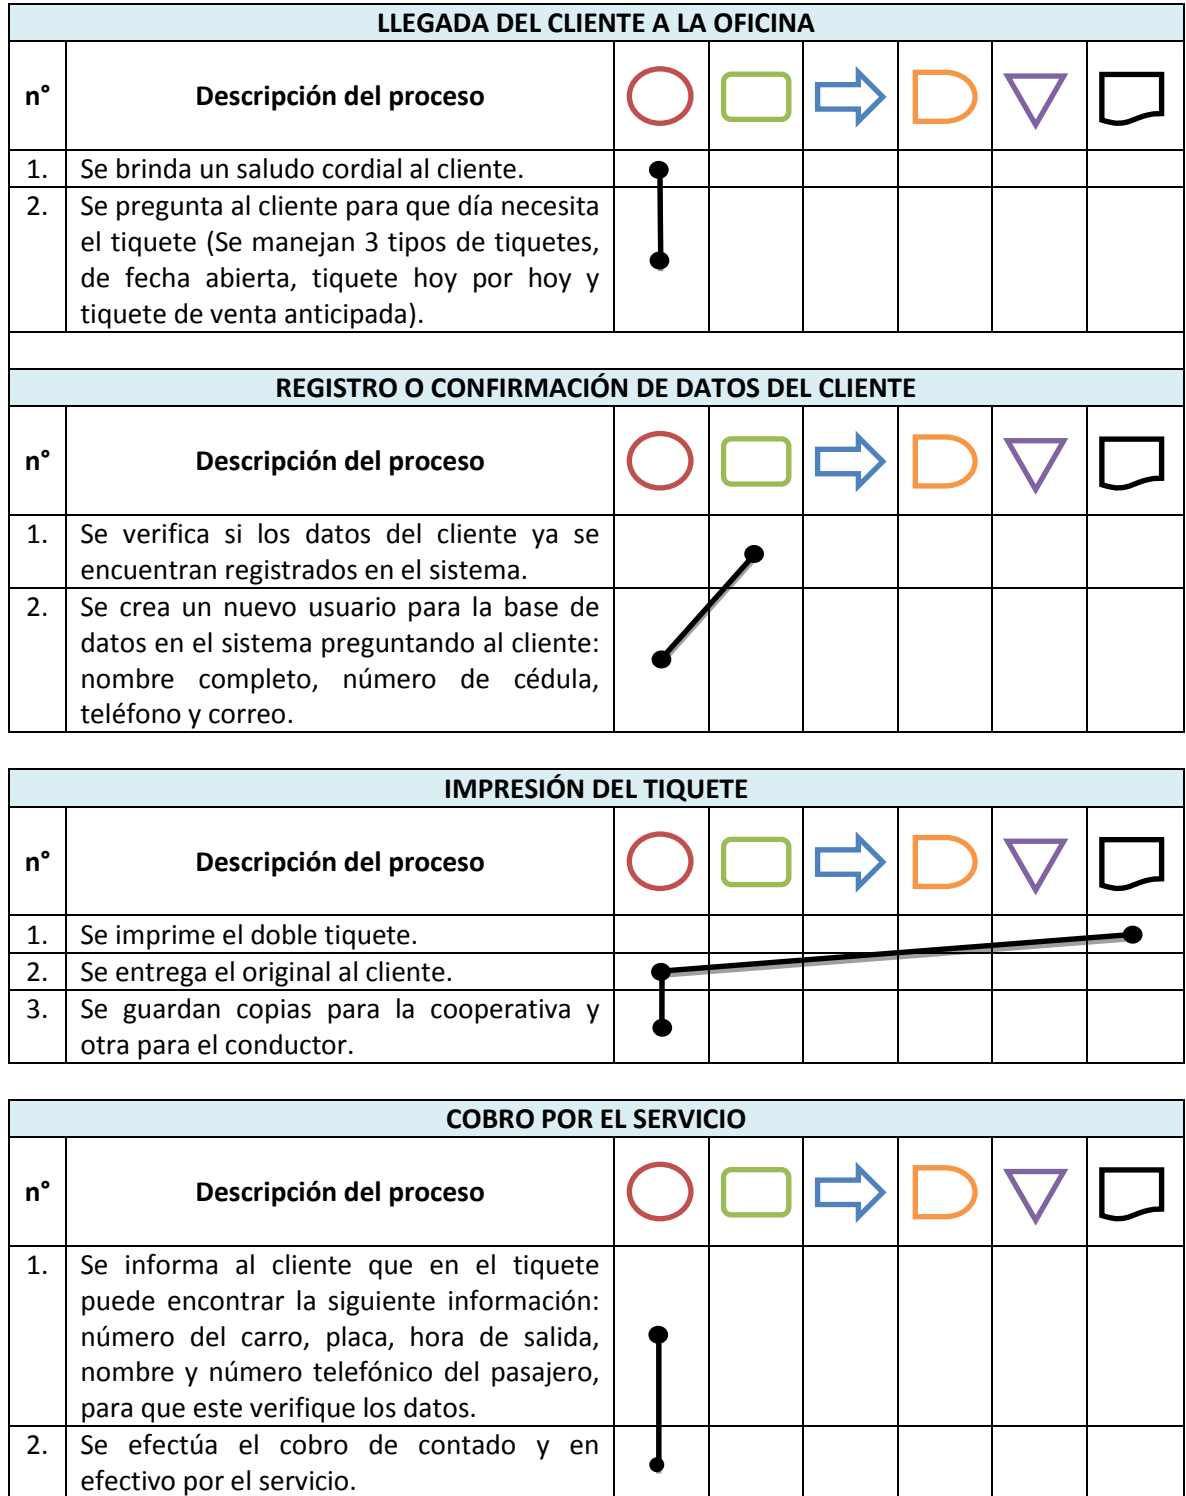 LLEGADA DEL CLIENTE A LA OFICINA
n° Descripción del proceso
1. Se brinda un saludo cordial al cliente.
2. Se pregunta al cliente para que día necesita
el tiquete (Se manejan 3 tipos de tiquetes,
de fecha abierta, tiquete hoy por hoy y
tiquete de venta anticipada).
REGISTRO O CONFIRMACIÓN DE DATOS DEL CLIENTE
n° Descripción del proceso
1. Se verifica si los datos del cliente ya se
encuentran registrados en el sistema.
2. Se crea un nuevo usuario para la base de
datos en el sistema preguntando al cliente:
nombre completo, número de cédula,
teléfono y correo.
IMPRESIÓN DEL TIQUETE
n° Descripción del proceso
1. Se imprime el doble tiquete.
2. Se entrega el original al cliente.
3. Se guardan copias para la cooperativa y
otra para el conductor.
COBRO POR EL SERVICIO
n° Descripción del proceso
1. Se informa al cliente que en el tiquete
puede encontrar la siguiente información:
número del carro, placa, hora de salida,
nombre y número telefónico del pasajero,
para que este verifique los datos.
2. Se efectúa el cobro de contado y en
efectivo por el servicio.